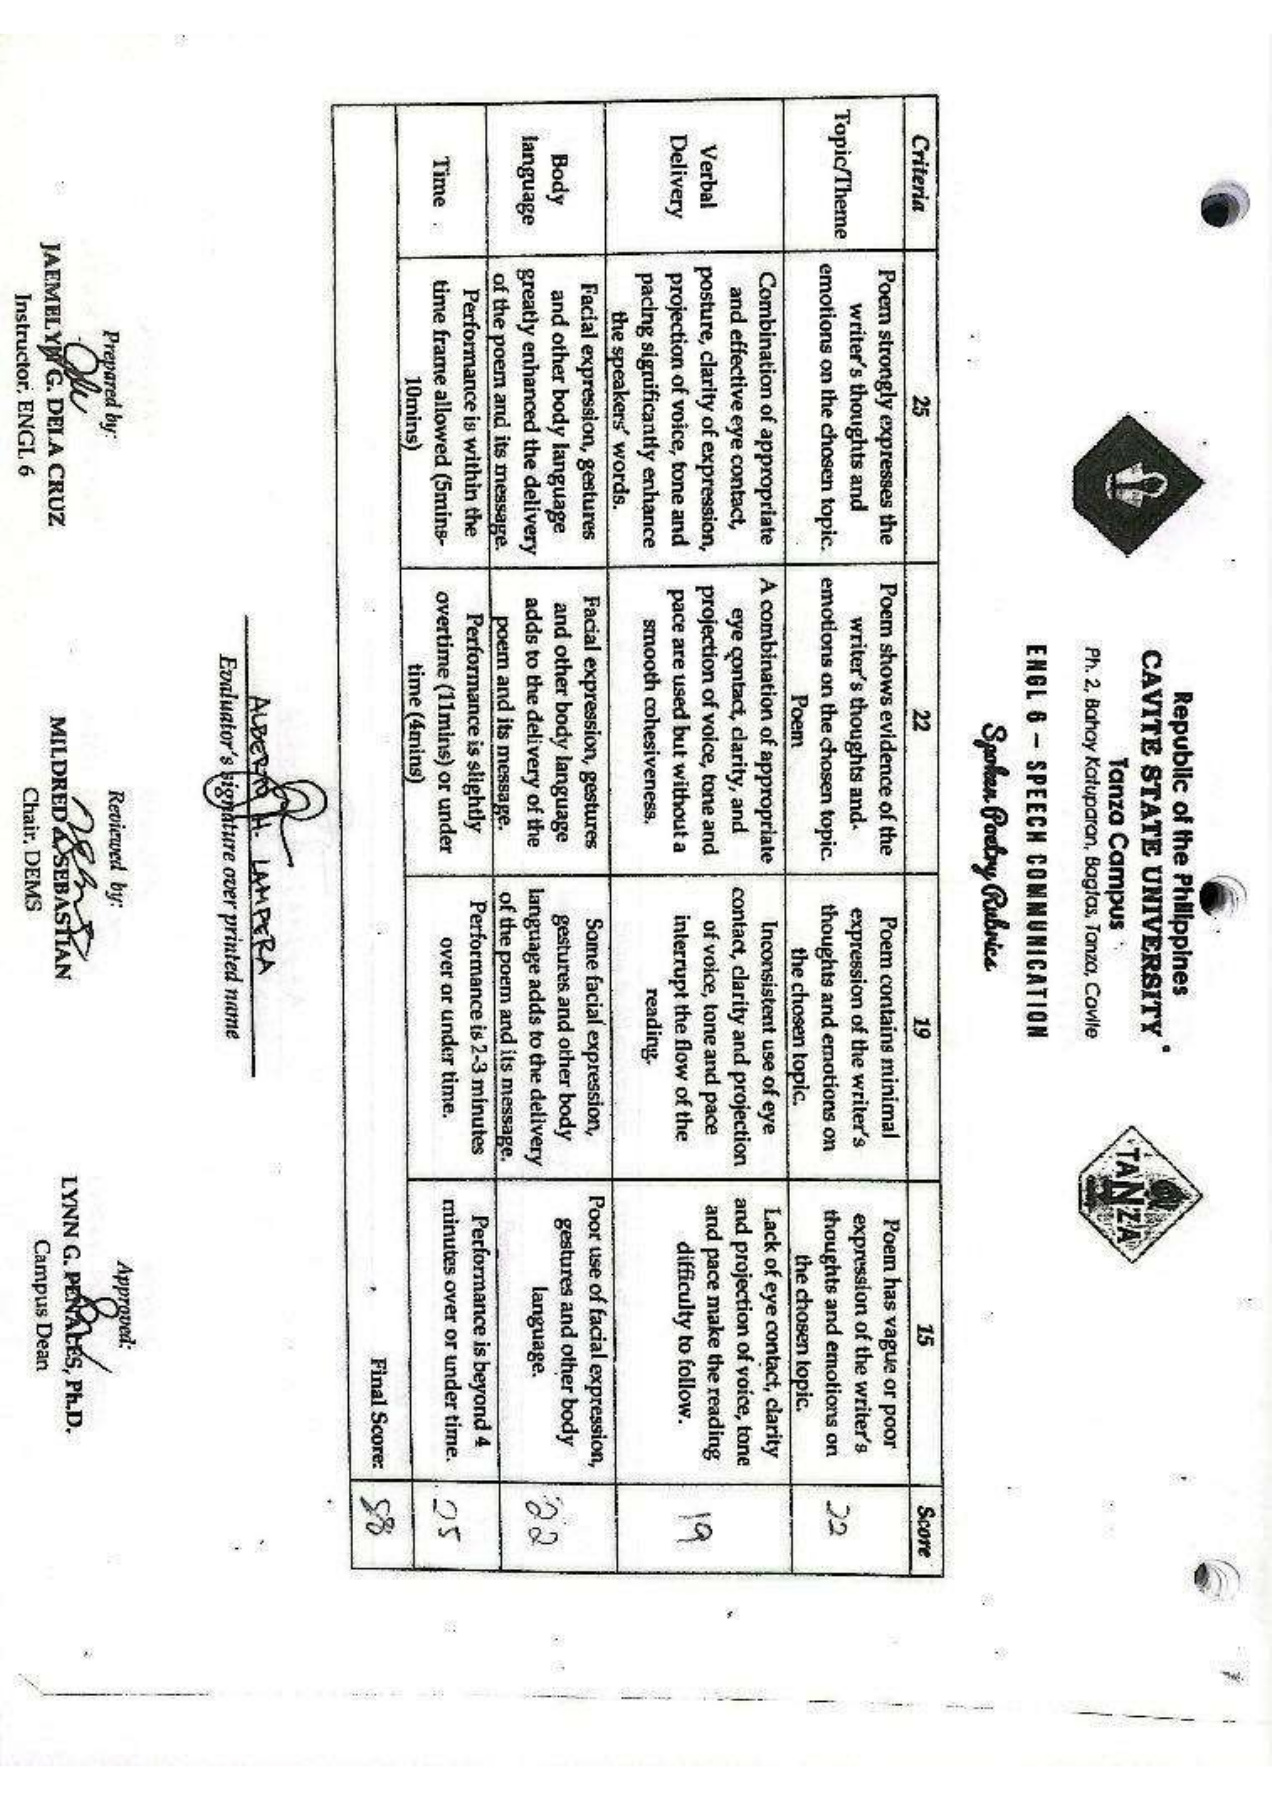 Republic of the Philippines
CAVITE STATE UNIVERSITY
Tanza Campus
Ph. 2, Bahay Katuparan, Bagtas, Tanza, Cavite
TANZA
ENGL 6 – SPEECH COMMUNICATION
Spoken Poetry Rubrics
Criteria 25 22 19 15 Score
Topic/Theme
Poem strongly expresses the
writer's thoughts and
emotions on the chosen topic.
Poem shows evidence of the
writer's thoughts and
emotions on the chosen topic.
Poem
Poem contains minimal
expression of the writer's
thoughts and emotions on
the chosen topic.
Poem has vague or poor
expression of the writer's
thoughts and emotions on
the chosen topic.
22
Verbal
Delivery
Combination of appropriate
and effective eye contact,
posture, clarity of expression,
projection of voice, tone and
pacing significantly enhance
the speakers' words.
A combination of appropriate
eye contact, clarity, and
projection of voice, tone and
pace are used but without a
smooth cohesiveness.
Inconsistent use of eye
contact, clarity and projection
of voice, tone and pace
interrupt the flow of the
reading.
Lack of eye contact, clarity
and projection of voice, tone
and pace make the reading
difficulty to follow.
19
Body
language
Facial expression, gestures
and other body language
greatly enhanced the delivery
of the poem and its message.
Facial expression, gestures
and other body language
adds to the delivery of the
poem and its message.
Some facial expression,
gestures and other body
language adds to the delivery
of the poem and its message.
Poor use of facial expression,
gestures and other body
language.
22
Time
Performance is within the
time frame allowed (5mins-
10mins)
Performance is slightly
overtime (11mins) or under
time (4mins)
Performance is 2-3 minutes
over or under time.
Performance is beyond 4
minutes over or under time.
25
Final Score: 88
ALBERTO H. LAMPERA
Evaluator's signature over printed name
Prepared by:
JAEMELYN G. DELA CRUZ
Instructor, ENGL 6
Reviewed by:
MILDRED A. SEBASTIAN
Chair, DEMS
Approved:
LYNN G. PENALES, Ph.D.
Campus Dean